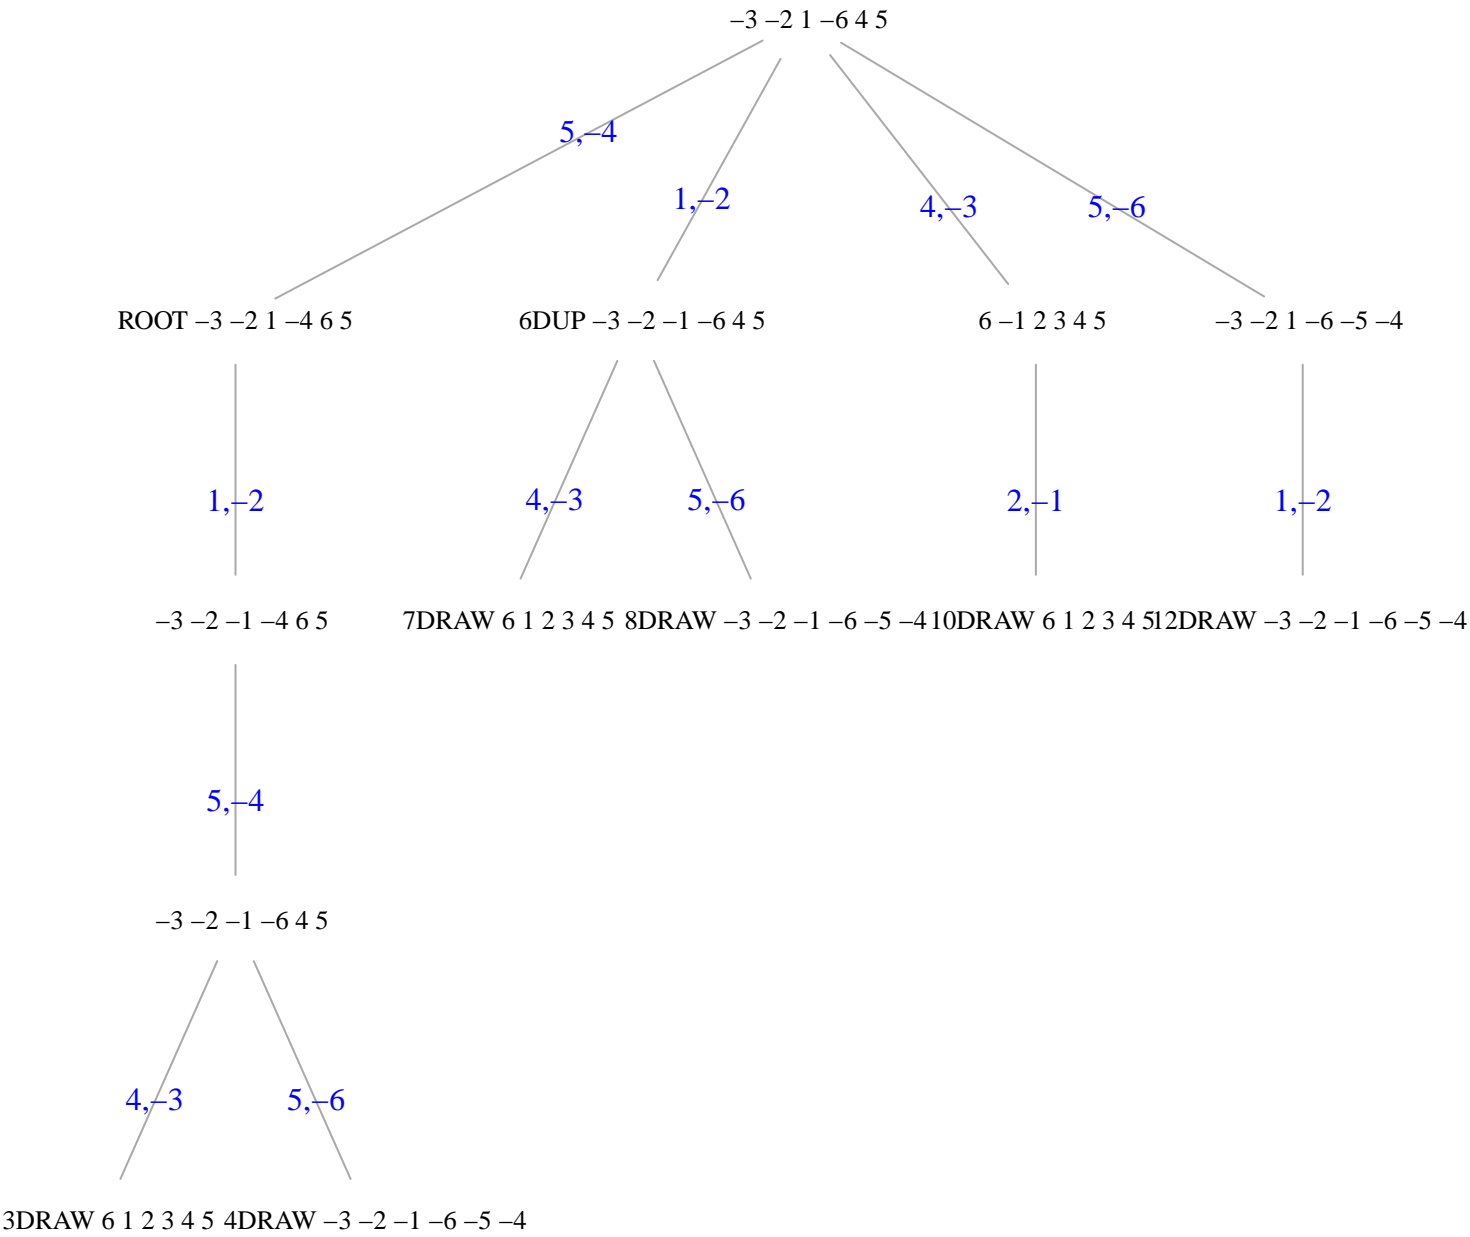 −3 −2 1 −6 4 5
5,−4
1,−2
4,−3
5,−6
ROOT −3 −2 1 −4 6 5
6DUP −3 −2 −1 −6 4 5
6 −1 2 3 4 5
−3 −2 1 −6 −5 −4
1,−2
4,−3
5,−6
2,−1
1,−2
−3 −2 −1 −4 6 5
7DRAW 6 1 2 3 4 5
8DRAW −3 −2 −1 −6 −5 −4
10DRAW 6 1 2 3 4 5
12DRAW −3 −2 −1 −6 −5 −4
5,−4
−3 −2 −1 −6 4 5
4,−3
5,−6
3DRAW 6 1 2 3 4 5
4DRAW −3 −2 −1 −6 −5 −4